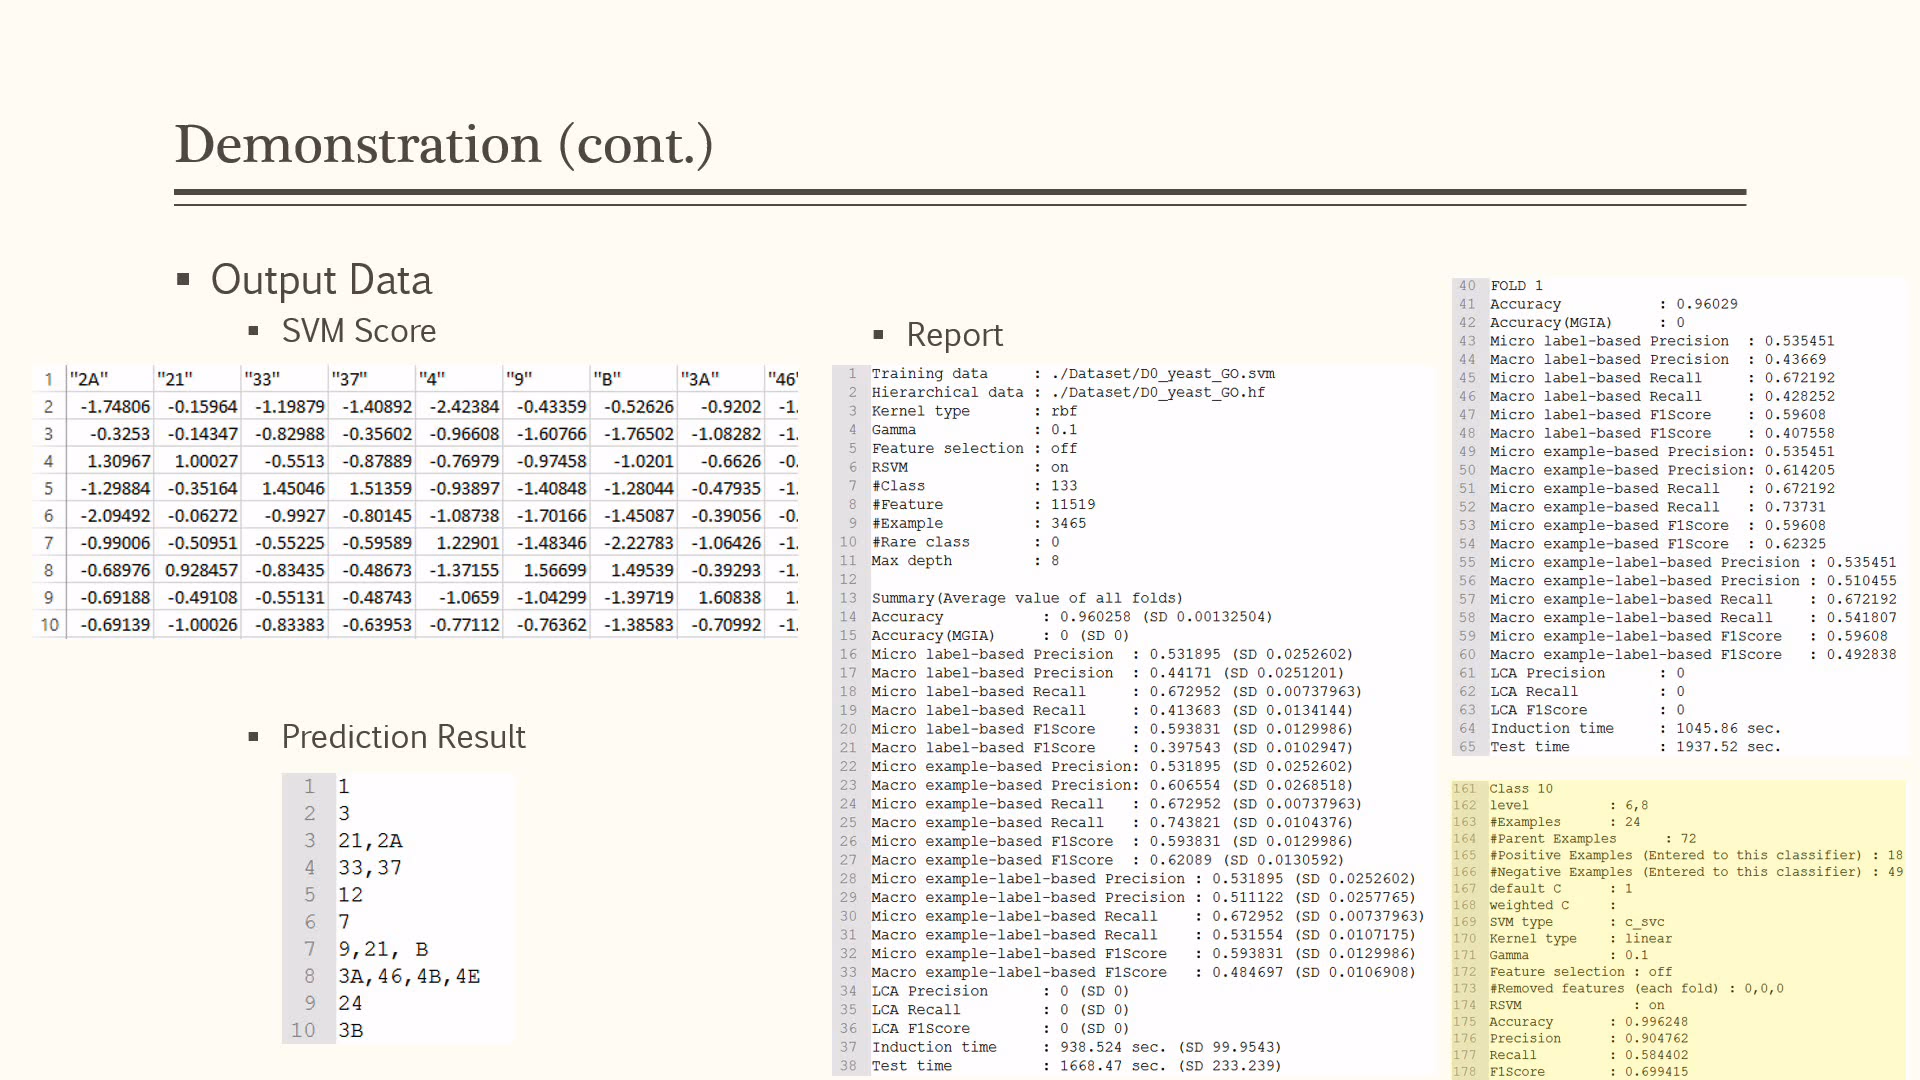 Demonstration (cont.)
▪ Output Data
▪ SVM Score
1 "2A" "21" "33" "37" "4" "9" "B" "3A" "46"
2 -1.74806 -0.15964 -1.19879 -1.40892 -2.42384 -0.43359 -0.52626 -0.9202 -1.
3 -0.3253 -0.14347 -0.82988 -0.35602 -0.96608 -1.60766 -1.76502 -1.08282 -1.
4 1.30967 1.00027 -0.5513 -0.87889 -0.76979 -0.97458 -1.0201 -0.6626 -0.
5 -1.29884 -0.35164 1.45046 1.51359 -0.93897 -1.40848 -1.28044 -0.47935 -1.
6 -2.09492 -0.06272 -0.9927 -0.80145 -1.08738 -1.70166 -1.45087 -0.39056 -0.
7 -0.99006 -0.50951 -0.55225 -0.59589 1.22901 -1.48346 -2.22783 -1.06426 -1.
8 -0.68976 0.928457 -0.83435 -0.48673 -1.37155 1.56699 1.49539 -0.39293 -1.
9 -0.69188 -0.49108 -0.55131 -0.48743 -1.0659 -1.04299 -1.39719 1.60838 1.
10 -0.69139 -1.00026 -0.83383 -0.63953 -0.77112 -0.76362 -1.38583 -0.70992 -1.
▪ Prediction Result
1 1
2 3
3 21,2A
4 33,37
5 12
6 7
7 9,21, B
8 3A,46,4B,4E
9 24
10 3B
▪ Report
1 Training data : ./Dataset/D0_yeast_GO.svm
2 Hierarchical data : ./Dataset/D0_yeast_GO.hf
3 Kernel type : rbf
4 Gamma : 0.1
5 Feature selection : off
6 RSVM : on
7 #Class : 133
8 #Feature : 11519
9 #Example : 3465
10 #Rare class : 0
11 Max depth : 8
12
13 Summary(Average value of all folds)
14 Accuracy : 0.960258 (SD 0.00132504)
15 Accuracy(MGIA) : 0 (SD 0)
16 Micro label-based Precision : 0.531895 (SD 0.0252602)
17 Macro label-based Precision : 0.44171 (SD 0.0251201)
18 Micro label-based Recall : 0.672952 (SD 0.00737963)
19 Macro label-based Recall : 0.413683 (SD 0.0134144)
20 Micro label-based F1Score : 0.593831 (SD 0.0129986)
21 Macro label-based F1Score : 0.397543 (SD 0.0102947)
22 Micro example-based Precision: 0.531895 (SD 0.0252602)
23 Macro example-based Precision: 0.606554 (SD 0.0268518)
24 Micro example-based Recall : 0.672952 (SD 0.00737963)
25 Macro example-based Recall : 0.743821 (SD 0.0104376)
26 Micro example-based F1Score : 0.593831 (SD 0.0129986)
27 Macro example-based F1Score : 0.62089 (SD 0.0130592)
28 Micro example-label-based Precision : 0.531895 (SD 0.0252602)
29 Macro example-label-based Precision : 0.511122 (SD 0.0257765)
30 Micro example-label-based Recall : 0.672952 (SD 0.00737963)
31 Macro example-label-based Recall : 0.531554 (SD 0.0107175)
32 Micro example-label-based F1Score : 0.593831 (SD 0.0129986)
33 Macro example-label-based F1Score : 0.484697 (SD 0.0106908)
34 LCA Precision : 0 (SD 0)
35 LCA Recall : 0 (SD 0)
36 LCA F1Score : 0 (SD 0)
37 Induction time : 938.524 sec. (SD 99.9543)
38 Test time : 1668.47 sec. (SD 233.239)
40 FOLD 1
41 Accuracy : 0.96029
42 Accuracy(MGIA) : 0
43 Micro label-based Precision : 0.535451
44 Macro label-based Precision : 0.43669
45 Micro label-based Recall : 0.672192
46 Macro label-based Recall : 0.428252
47 Micro label-based F1Score : 0.59608
48 Macro label-based F1Score : 0.407558
49 Micro example-based Precision: 0.535451
50 Macro example-based Precision: 0.614205
51 Micro example-based Recall : 0.672192
52 Macro example-based Recall : 0.73731
53 Micro example-based F1Score : 0.59608
54 Macro example-based F1Score : 0.62325
55 Micro example-label-based Precision : 0.535451
56 Macro example-label-based Precision : 0.510455
57 Micro example-label-based Recall : 0.672192
58 Macro example-label-based Recall : 0.541807
59 Micro example-label-based F1Score : 0.59608
60 Macro example-label-based F1Score : 0.492838
61 LCA Precision : 0
62 LCA Recall : 0
63 LCA F1Score : 0
64 Induction time : 1045.86 sec.
65 Test time : 1937.52 sec.
161 Class 10
162 level : 6,8
163 #Examples : 24
164 #Parent Examples : 72
165 #Positive Examples (Entered to this classifier) : 18
166 #Negative Examples (Entered to this classifier) : 49
167 default C : 1
168 weighted C :
169 SVM type : c_svc
170 Kernel type : linear
171 Gamma : 0.1
172 Feature selection : off
173 #Removed features (each fold) : 0,0,0
174 RSVM : on
175 Accuracy : 0.996248
176 Precision : 0.904762
177 Recall : 0.584402
178 F1Score : 0.699415